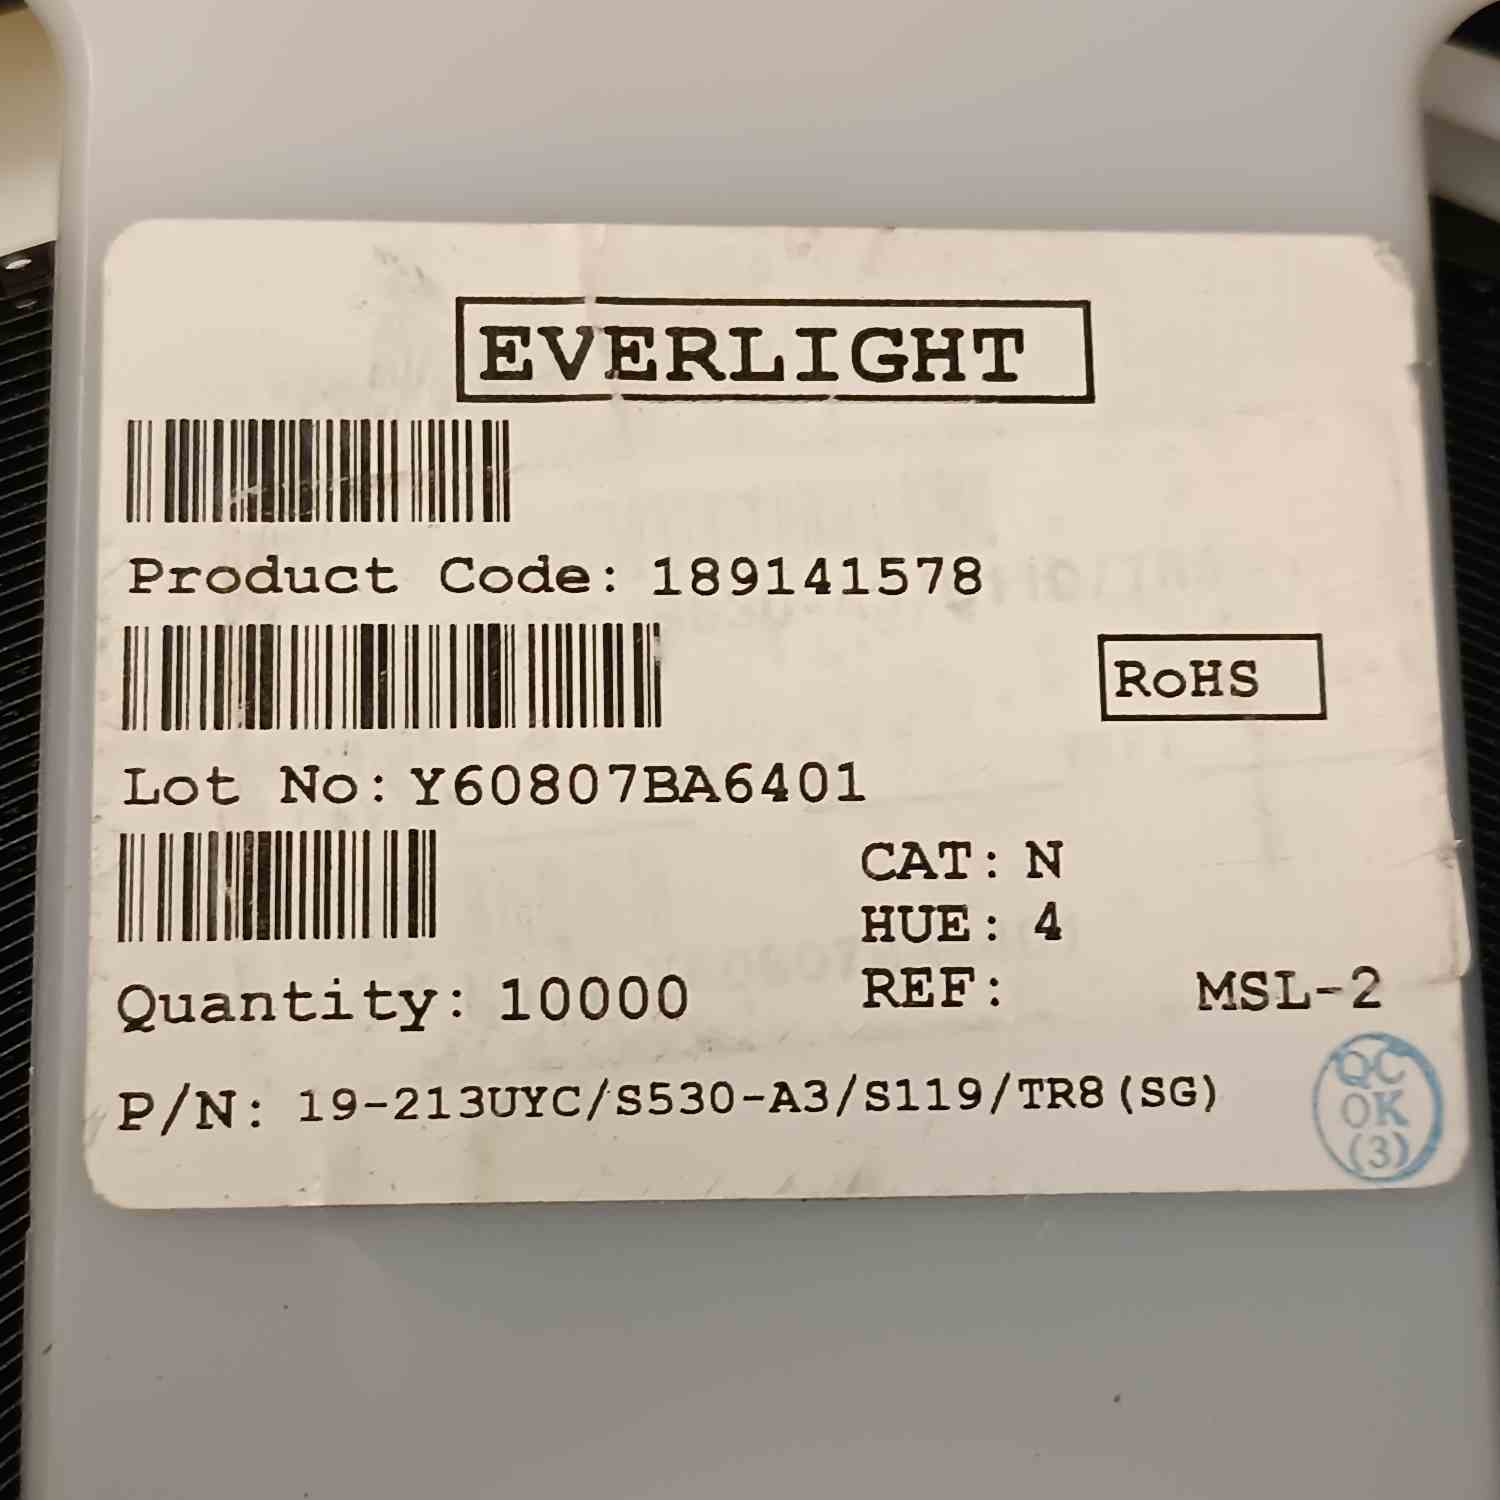 EVERLIGHT
Product Code: 189141578
RoHS
Lot No: Y60807BA6401
CAT: N
HUE: 4
REF:
MSL-2
Quantity: 10000
P/N: 19-213UYC/S530-A3/S119/TR8(SG)
QC
OK
(3)